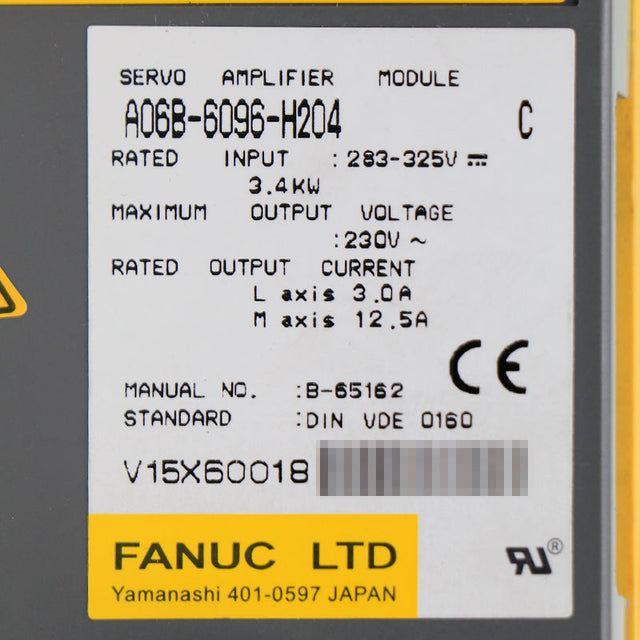 SERVO AMPLIFIER MODULE
A06B-6096-H204 C
RATED INPUT :283-325V ⎓
3.4KW
MAXIMUM OUTPUT VOLTAGE
:230V ~
RATED OUTPUT CURRENT
L axis 3.0A
M axis 12.5A
CE
MANUAL NO. :B-65162
STANDARD :DIN VDE 0160
V15X60018
FANUC LTD
Yamanashi 401-0597 JAPAN
RU®